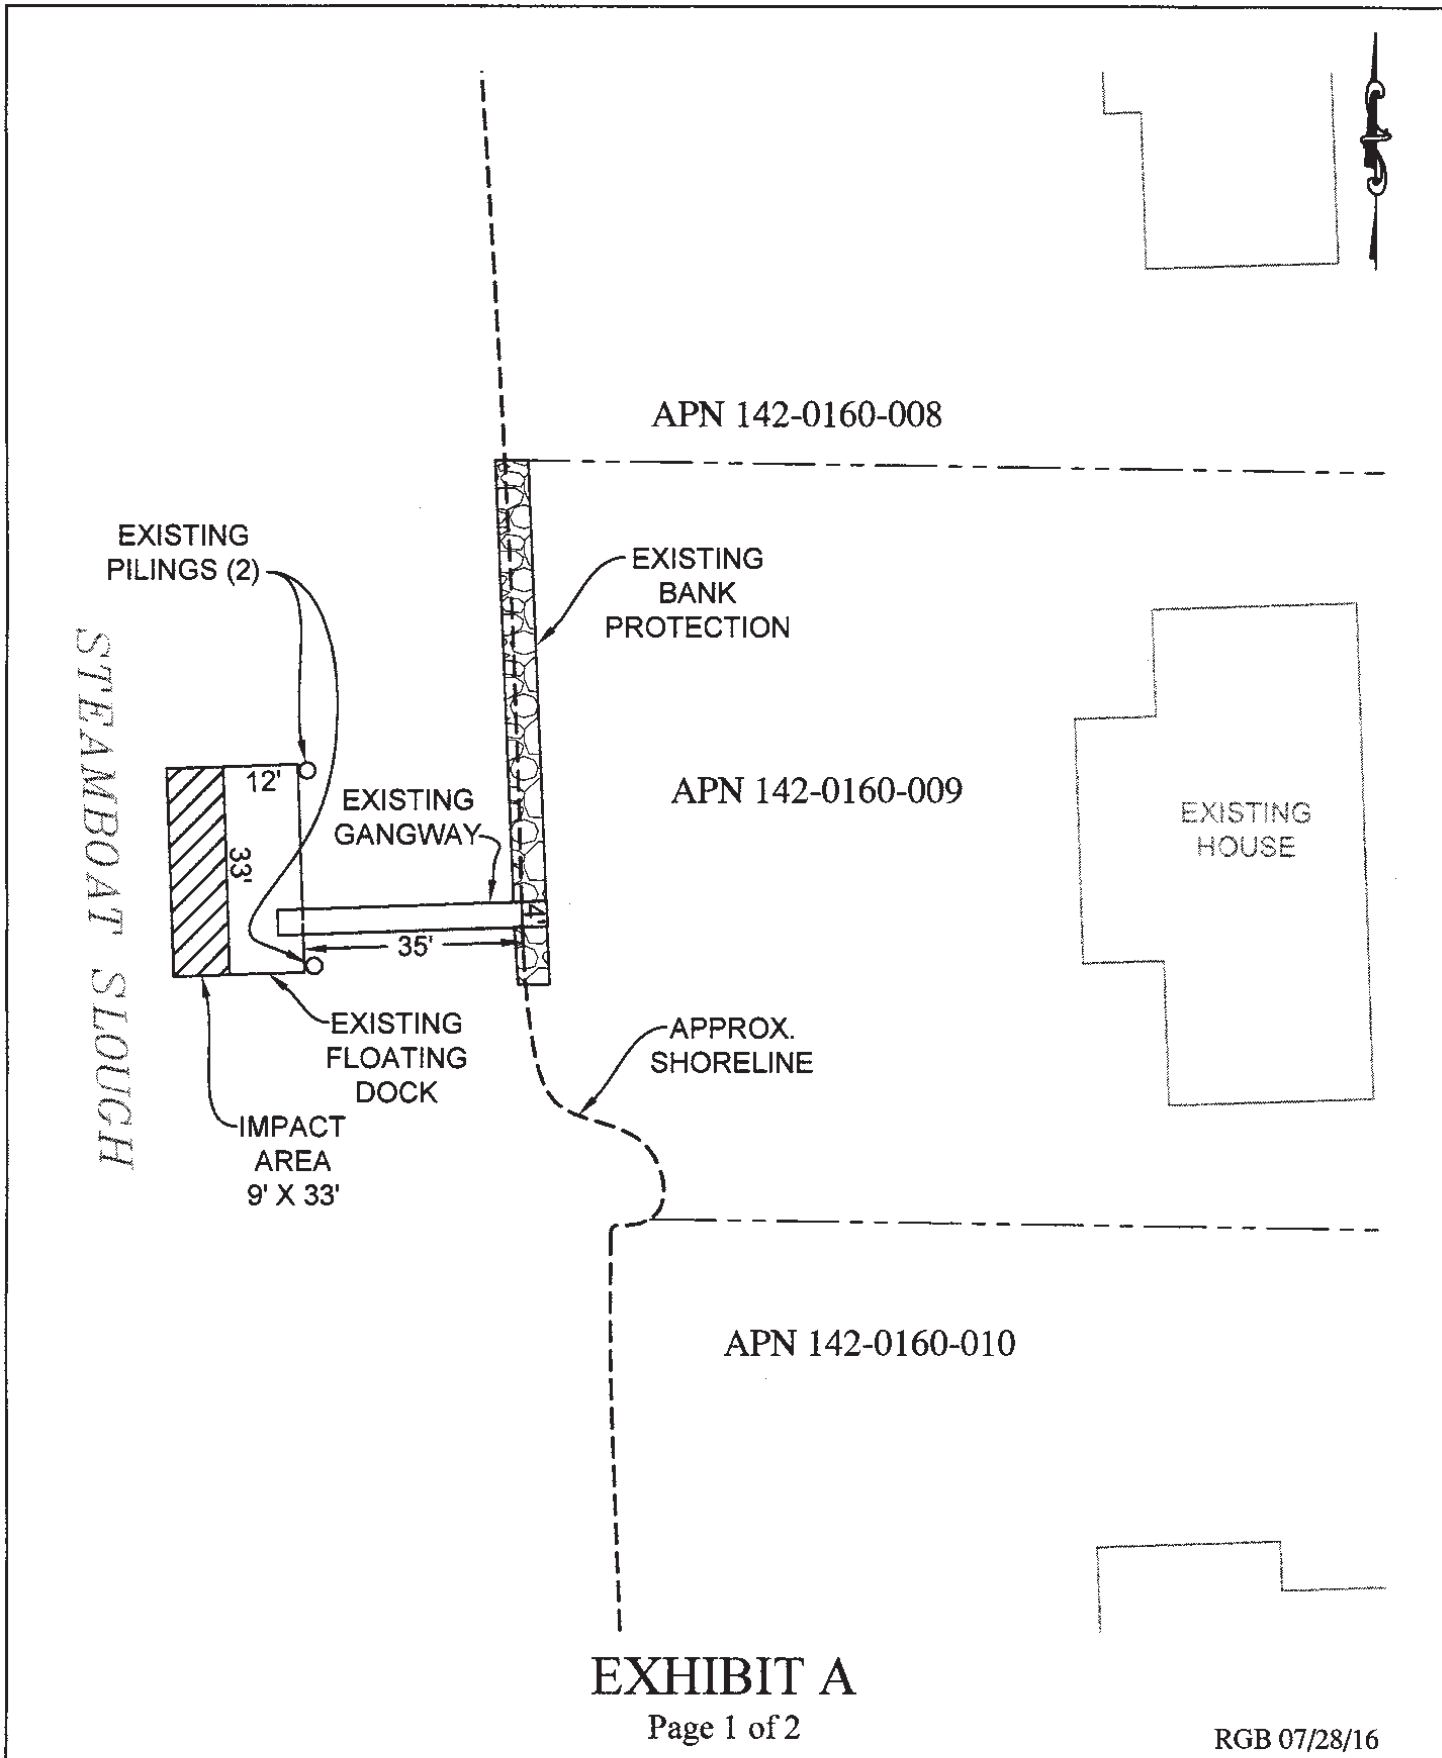 APN 142-0160-008
EXISTING
PILINGS (2)
EXISTING
BANK
PROTECTION
STEAMBOAT SLOUGH
12'
33'
EXISTING
GANGWAY
APN 142-0160-009
EXISTING
HOUSE
4'
35'
EXISTING
FLOATING
DOCK
APPROX.
SHORELINE
IMPACT
AREA
9' X 33'
APN 142-0160-010
EXHIBIT A
Page 1 of 2
RGB 07/28/16